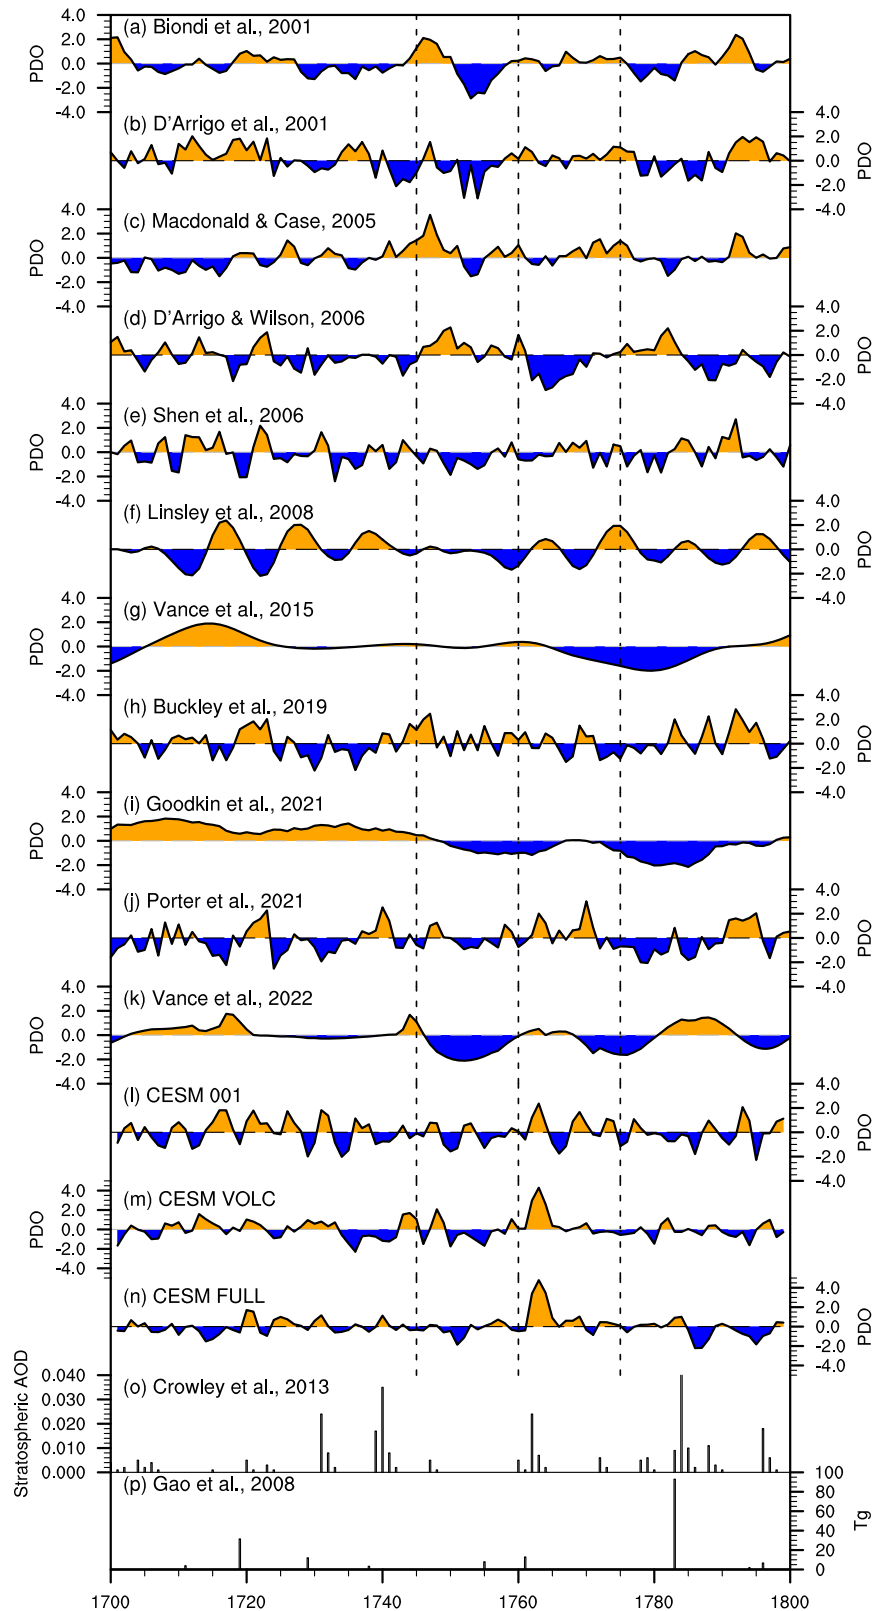 (a) Biondi et al., 2001
4.0
2.0
0.0
-2.0
-4.0
PDO
(b) D'Arrigo et al., 2001
4.0
2.0
0.0
-2.0
-4.0
PDO
(c) Macdonald & Case, 2005
4.0
2.0
0.0
-2.0
-4.0
PDO
(d) D'Arrigo & Wilson, 2006
4.0
2.0
0.0
-2.0
-4.0
PDO
(e) Shen et al., 2006
4.0
2.0
0.0
-2.0
-4.0
PDO
(f) Linsley et al., 2008
4.0
2.0
0.0
-2.0
-4.0
PDO
(g) Vance et al., 2015
4.0
2.0
0.0
-2.0
-4.0
PDO
(h) Buckley et al., 2019
4.0
2.0
0.0
-2.0
-4.0
PDO
(i) Goodkin et al., 2021
4.0
2.0
0.0
-2.0
-4.0
PDO
(j) Porter et al., 2021
4.0
2.0
0.0
-2.0
-4.0
PDO
(k) Vance et al., 2022
4.0
2.0
0.0
-2.0
-4.0
PDO
(l) CESM 001
4.0
2.0
0.0
-2.0
-4.0
PDO
(m) CESM VOLC
4.0
2.0
0.0
-2.0
-4.0
PDO
(n) CESM FULL
4.0
2.0
0.0
-2.0
-4.0
PDO
(o) Crowley et al., 2013
0.040
0.030
0.020
0.010
0.000
Stratospheric AOD
(p) Gao et al., 2008
100
80
60
40
20
0
Tg
1700
1720
1740
1760
1780
1800